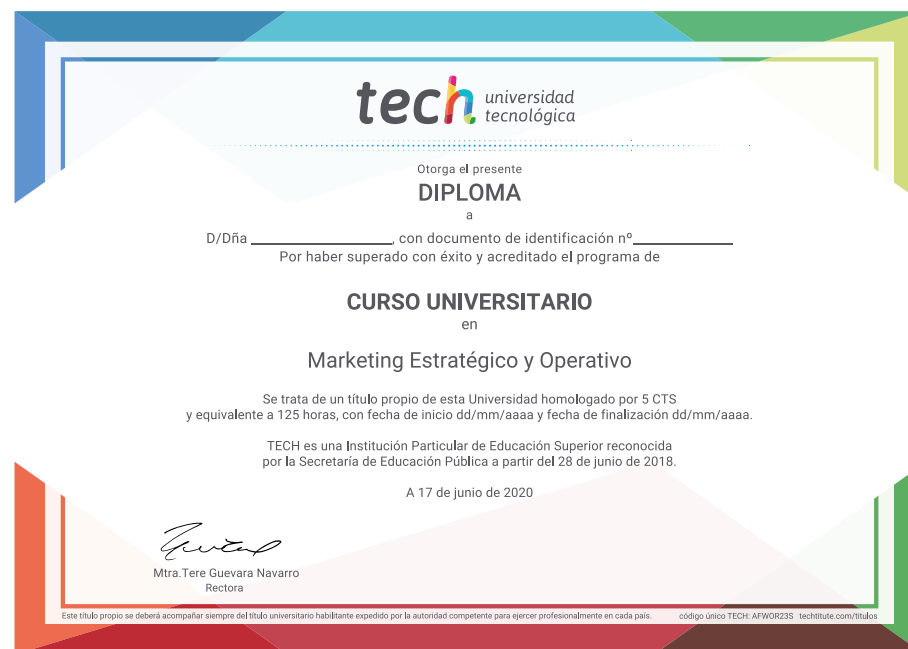 tech universidad
tecnológica
Otorga el presente
DIPLOMA
a
D/Dña ____________________, con documento de identificación nº______________
Por haber superado con éxito y acreditado el programa de
CURSO UNIVERSITARIO
en
Marketing Estratégico y Operativo
Se trata de un título propio de esta Universidad homologado por 5 CTS
y equivalente a 125 horas, con fecha de inicio dd/mm/aaaa y fecha de finalización dd/mm/aaaa.
TECH es una Institución Particular de Educación Superior reconocida
por la Secretaría de Educación Pública a partir del 28 de junio de 2018.
A 17 de junio de 2020
Mtra.Tere Guevara Navarro
Rectora
Este título propio se deberá acompañar siempre del título universitario habilitante expedido por la autoridad competente para ejercer profesionalmente en cada país. código único TECH: AFWOR23S techtitute.com/titulos